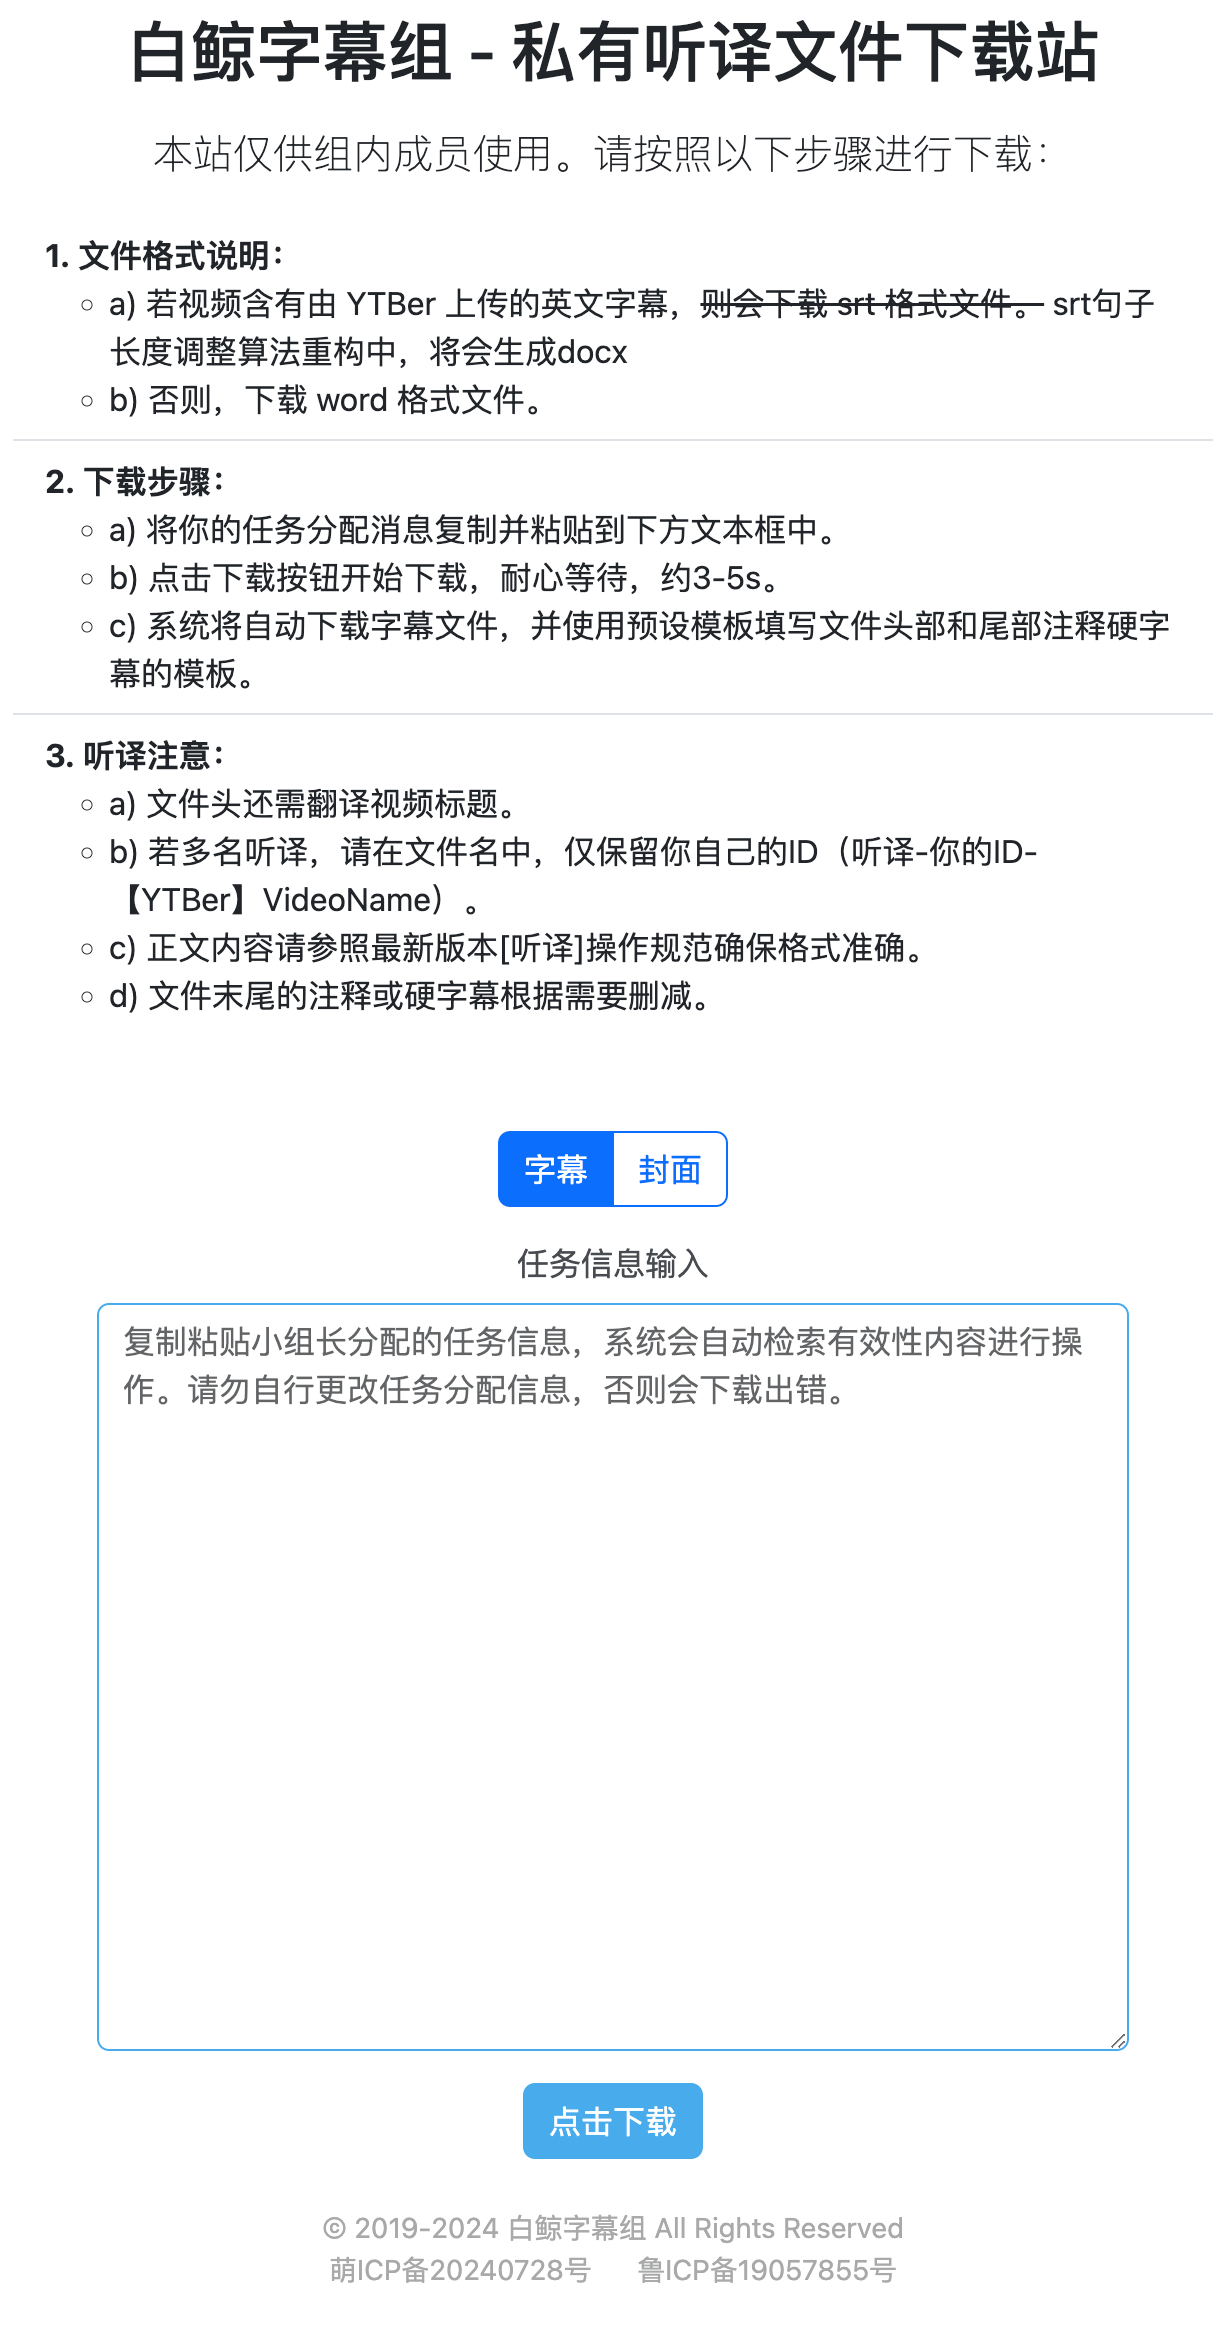 白鲸字幕组 - 私有听译文件下载站
本站仅供组内成员使用。请按照以下步骤进行下载：
1. 文件格式说明：
a) 若视频含有由 YTBer 上传的英文字幕，则会下载 srt 格式文件。 srt句子
长度调整算法重构中，将会生成docx
b) 否则，下载 word 格式文件。
2. 下载步骤：
a) 将你的任务分配消息复制并粘贴到下方文本框中。
b) 点击下载按钮开始下载，耐心等待，约3-5s。
c) 系统将自动下载字幕文件，并使用预设模板填写文件头部和尾部注释硬字
幕的模板。
3. 听译注意：
a) 文件头还需翻译视频标题。
b) 若多名听译，请在文件名中，仅保留你自己的ID（听译-你的ID-
【YTBer】VideoName）。
c) 正文内容请参照最新版本[听译]操作规范确保格式准确。
d) 文件末尾的注释或硬字幕根据需要删减。
字幕 封面
任务信息输入
复制粘贴小组长分配的任务信息，系统会自动检索有效性内容进行操
作。请勿自行更改任务分配信息，否则会下载出错。
点击下载
© 2019-2024 白鲸字幕组 All Rights Reserved
萌ICP备20240728号 鲁ICP备19057855号